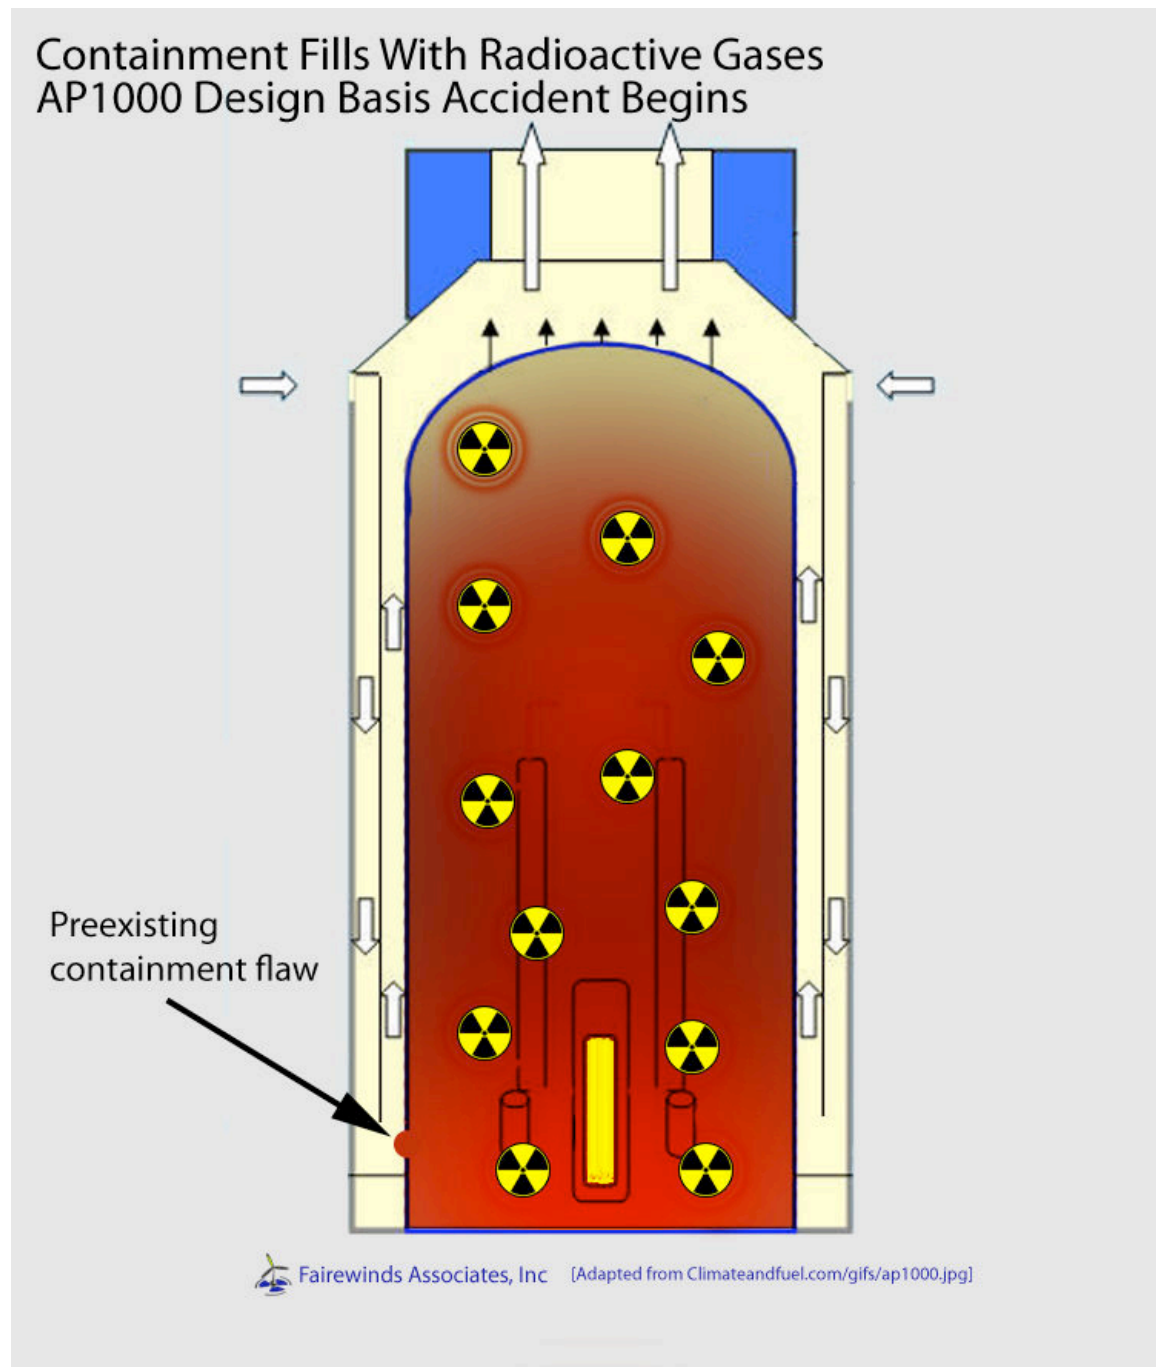 Containment Fills With Radioactive Gases
AP1000 Design Basis Accident Begins
Preexisting
containment flaw
Fairewinds Associates, Inc [Adapted from Climateandfuel.com/gifs/ap1000.jpg]